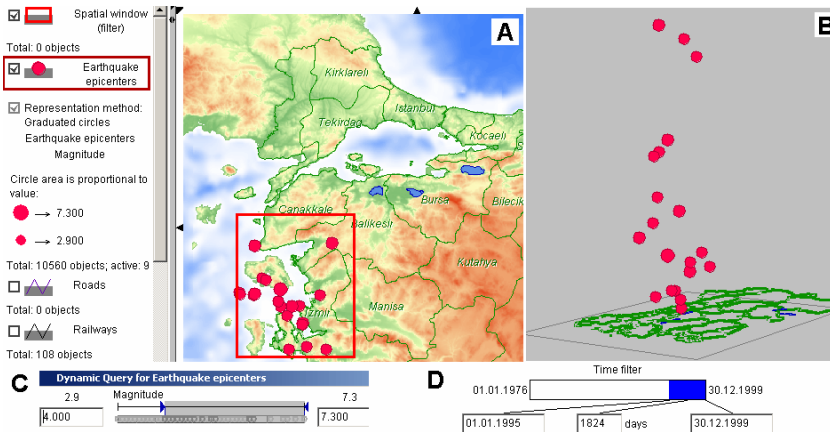 Spatial window
(filter)
Total: 0 objects
Earthquake
epicenters
Representation method:
Graduated circles
Earthquake epicenters
Magnitude
Circle area is proportional to
value:
→ 7.300
→ 2.900
Total: 10560 objects; active: 9
Roads
Total: 0 objects
Railways
Total: 108 objects
A
Kirklareli
Istanbul
Tekirdag
Kocaeli
Bilecik
Bursa
Canakkale
Balikesir
Kutahya
Manisa
Izmir
B
C
Dynamic Query for Earthquake epicenters
2.9
Magnitude
7.3
4.000
7.300
D
Time filter
01.01.1976
30.12.1999
01.01.1995
1824
days
30.12.1999